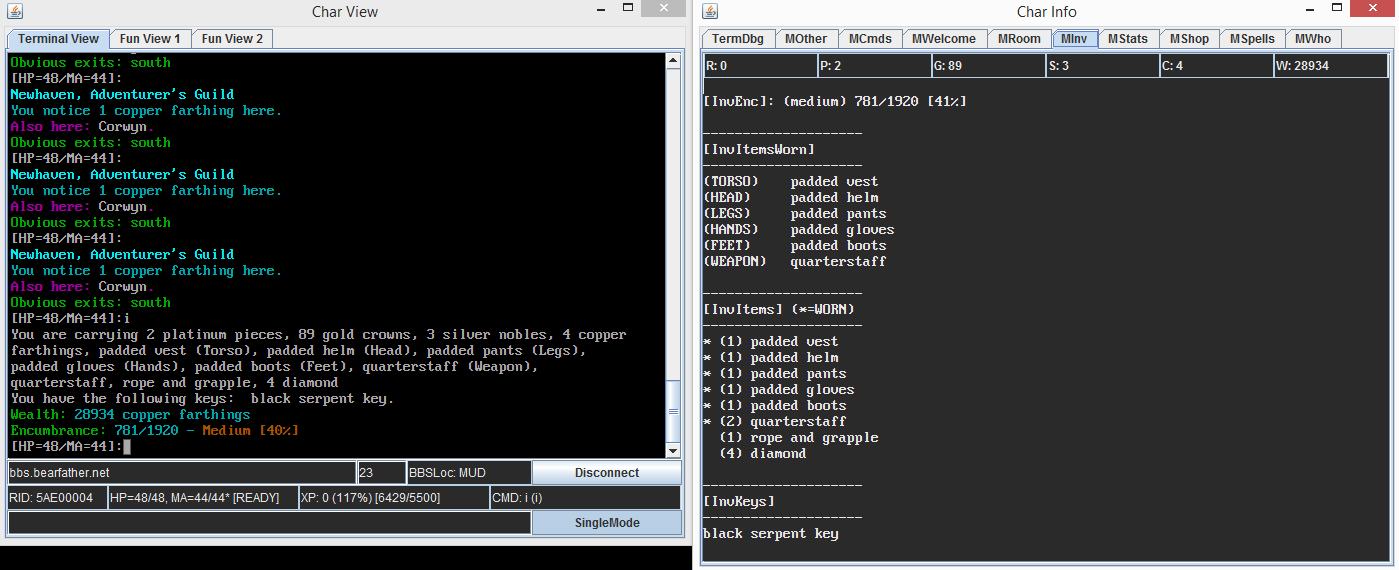 Char View
Terminal View Fun View 1 Fun View 2
Obvious exits: south
[HP=48/MA=44]:
Newhaven, Adventurer's Guild
You notice 1 copper farthing here.
Also here: Corwyn.
Obvious exits: south
[HP=48/MA=44]:
Newhaven, Adventurer's Guild
You notice 1 copper farthing here.
Also here: Corwyn.
Obvious exits: south
[HP=48/MA=44]:
Newhaven, Adventurer's Guild
You notice 1 copper farthing here.
Also here: Corwyn.
Obvious exits: south
[HP=48/MA=44]:i
You are carrying 2 platinum pieces, 89 gold crowns, 3 silver nobles, 4 copper
farthings, padded vest (Torso), padded helm (Head), padded pants (Legs),
padded gloves (Hands), padded boots (Feet), quarterstaff (Weapon),
quarterstaff, rope and grapple, 4 diamond
You have the following keys:  black serpent key.
Wealth: 28934 copper farthings
Encumbrance: 781/1920 - Medium [40%]
[HP=48/MA=44]:
bbs.bearfather.net 23 BBSLoc: MUD Disconnect
RID: 5AE00004 HP=48/48, MA=44/44* [READY] XP: 0 (117%) [6429/5500] CMD: i (i)
SingleMode
Char Info
TermDbg MOther MCmds MWelcome MRoom MInv MStats MShop MSpells MWho
R: 0 P: 2 G: 89 S: 3 C: 4 W: 28934
[InvEnc]: (medium) 781/1920 [41%]
--------------------
[InvItemsWorn]
--------------------
(TORSO) padded vest
(HEAD) padded helm
(LEGS) padded pants
(HANDS) padded gloves
(FEET) padded boots
(WEAPON) quarterstaff
--------------------
[InvItems] (*=WORN)
--------------------
* (1) padded vest
* (1) padded helm
* (1) padded pants
* (1) padded gloves
* (1) padded boots
* (2) quarterstaff
(1) rope and grapple
(4) diamond
--------------------
[InvKeys]
--------------------
black serpent key